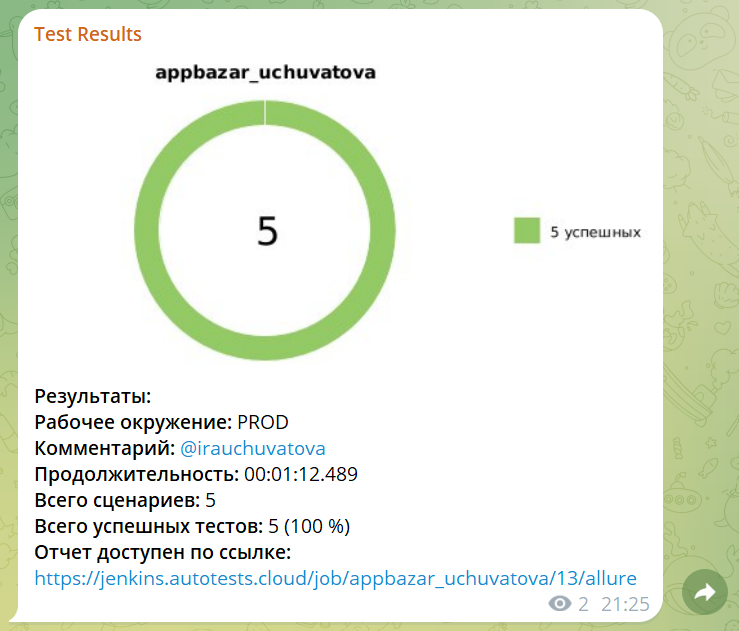 Test Results
appbazar_uchuvatova
5
5 успешных
Результаты:
Рабочее окружение: PROD
Комментарий: @irauchuvatova
Продолжительность: 00:01:12.489
Всего сценариев: 5
Всего успешных тестов: 5 (100 %)
Отчет доступен по ссылке:
https://jenkins.autotests.cloud/job/appbazar_uchuvatova/13/allure
2 21:25